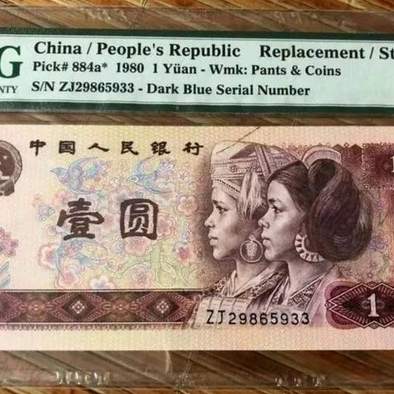 G China / People's Republic Replacement / St
NTY Pick# 884a* 1980 1 Yüan - Wmk: Pants & Coins
S/N ZJ29865933 - Dark Blue Serial Number
中国人民银行
壹圆
ZJ29865933
1
1